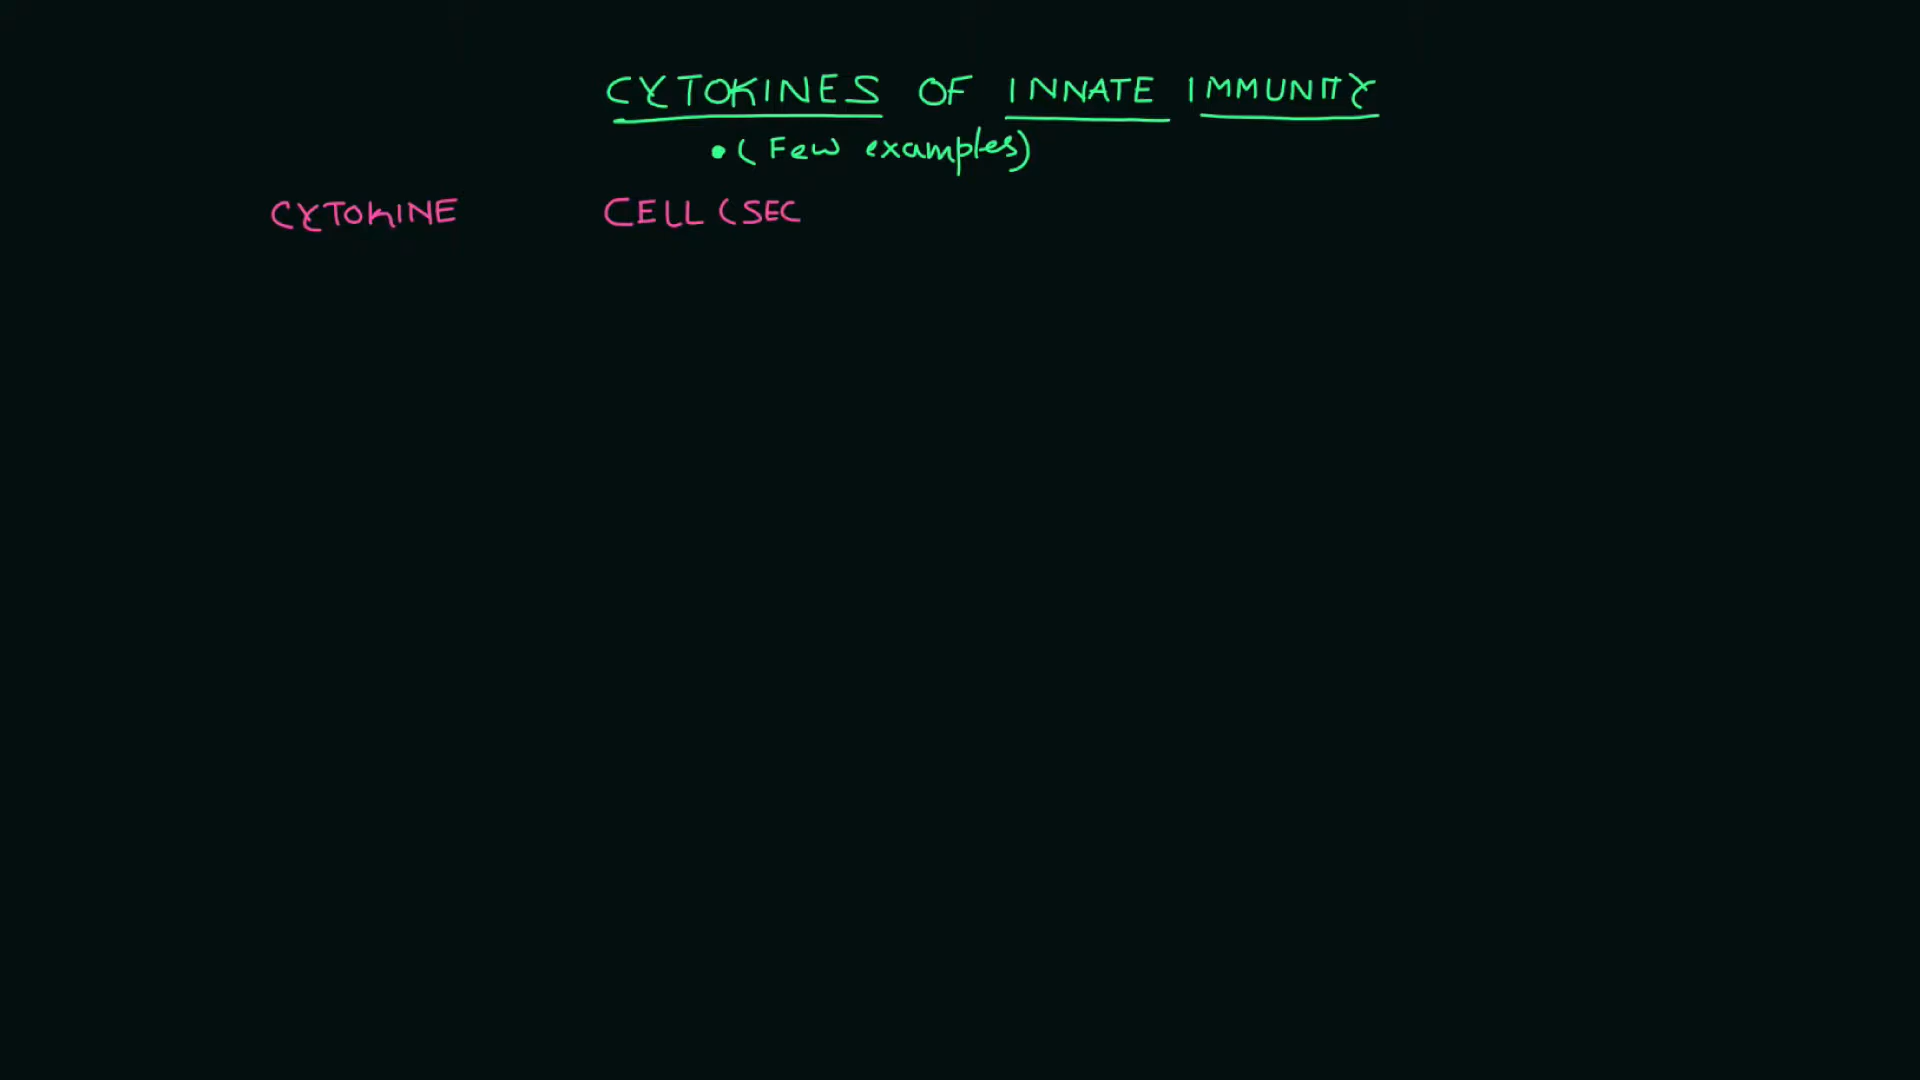 CYTOKINES OF INNATE IMMUNITY
• (Few examples)
CYTOKINE CELL (SEC